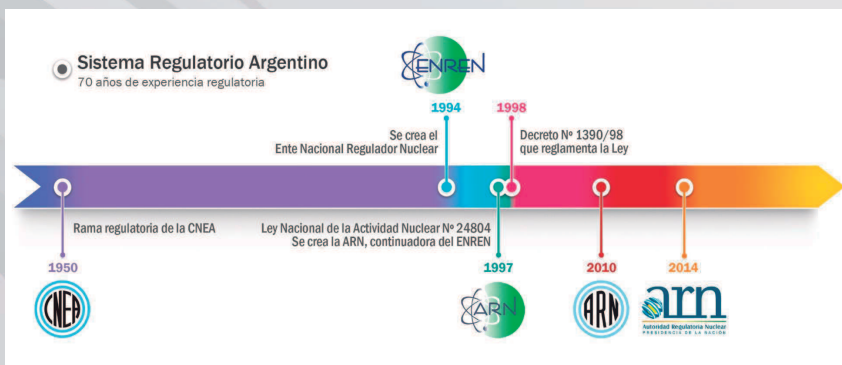 Sistema Regulatorio Argentino
70 años de experiencia regulatoria
ENREN
1994
1998
Se crea el
Ente Nacional Regulador Nuclear
Decreto Nº 1390/98
que reglamenta la Ley
Rama regulatoria de la CNEA
Ley Nacional de la Actividad Nuclear Nº 24804
Se crea la ARN, continuadora del ENREN
1950
1997
2010
2014
CNEA
ARN
ARN
arn
Autoridad Regulatoria Nuclear
PRESIDENCIA DE LA NACIÓN